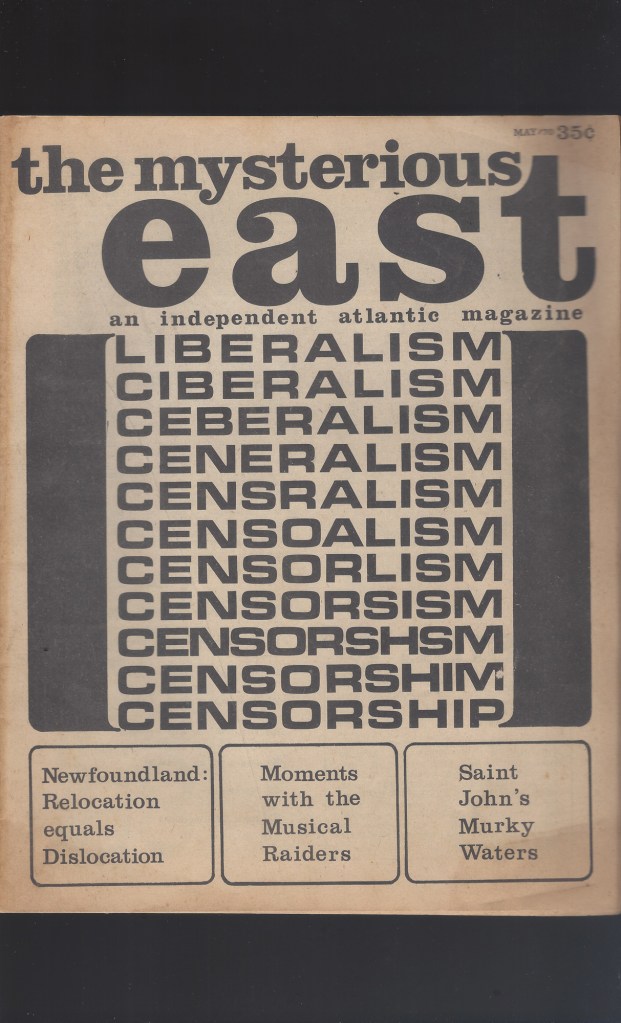 MAY/70 35¢
the mysterious
east
an independent atlantic magazine
LIBERALISM
CIBERALISM
CEBERALISM
CENERALISM
CENSRALISM
CENSOALISM
CENSORLISM
CENSORSISM
CENSORSHSM
CENSORSHIM
CENSORSHIP
Newfoundland:
Relocation
equals
Dislocation
Moments
with the
Musical
Raiders
Saint
John's
Murky
Waters